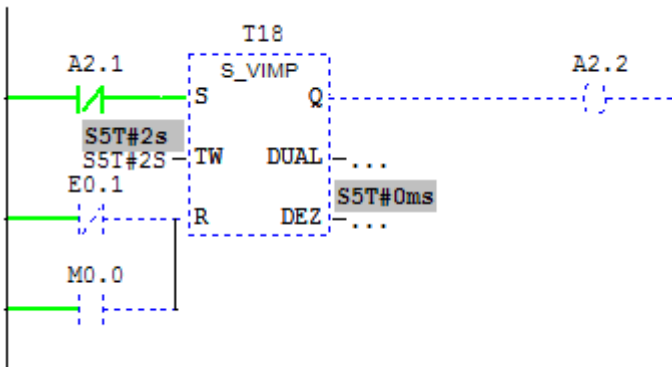 T18
A2.1 S_VIMP A2.2
S Q
S5T#2s
S5T#2S TW DUAL ...
E0.1 S5T#0ms
R DEZ ...
M0.0